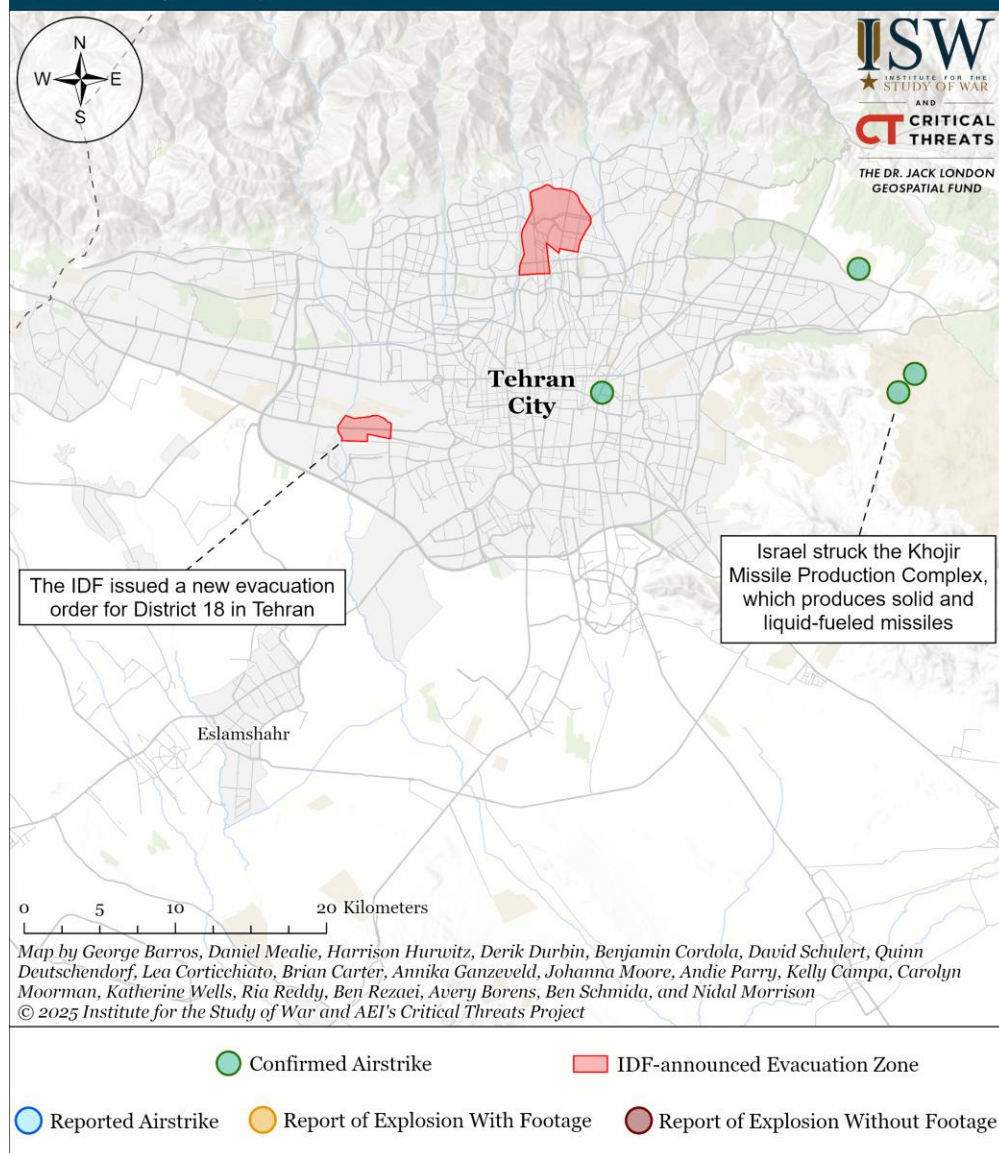 N
W E
S
ISW
INSTITUTE FOR THE
STUDY OF WAR
AND
CT CRITICAL
THREATS
THE DR. JACK LONDON
GEOSPATIAL FUND
Tehran
City
The IDF issued a new evacuation
order for District 18 in Tehran
Israel struck the Khojir
Missile Production Complex,
which produces solid and
liquid-fueled missiles
Eslamshahr
0 5 10 20 Kilometers
Map by George Barros, Daniel Mealie, Harrison Hurwitz, Derik Durbin, Benjamin Cordola, David Schulert, Quinn
Deutschendorf, Lea Corticchiato, Brian Carter, Annika Ganzeveld, Johanna Moore, Andie Parry, Kelly Campa, Carolyn
Moorman, Katherine Wells, Ria Reddy, Ben Rezaei, Avery Borens, Ben Schmida, and Nidal Morrison
© 2025 Institute for the Study of War and AEI's Critical Threats Project
Confirmed Airstrike IDF-announced Evacuation Zone
Reported Airstrike Report of Explosion With Footage Report of Explosion Without Footage